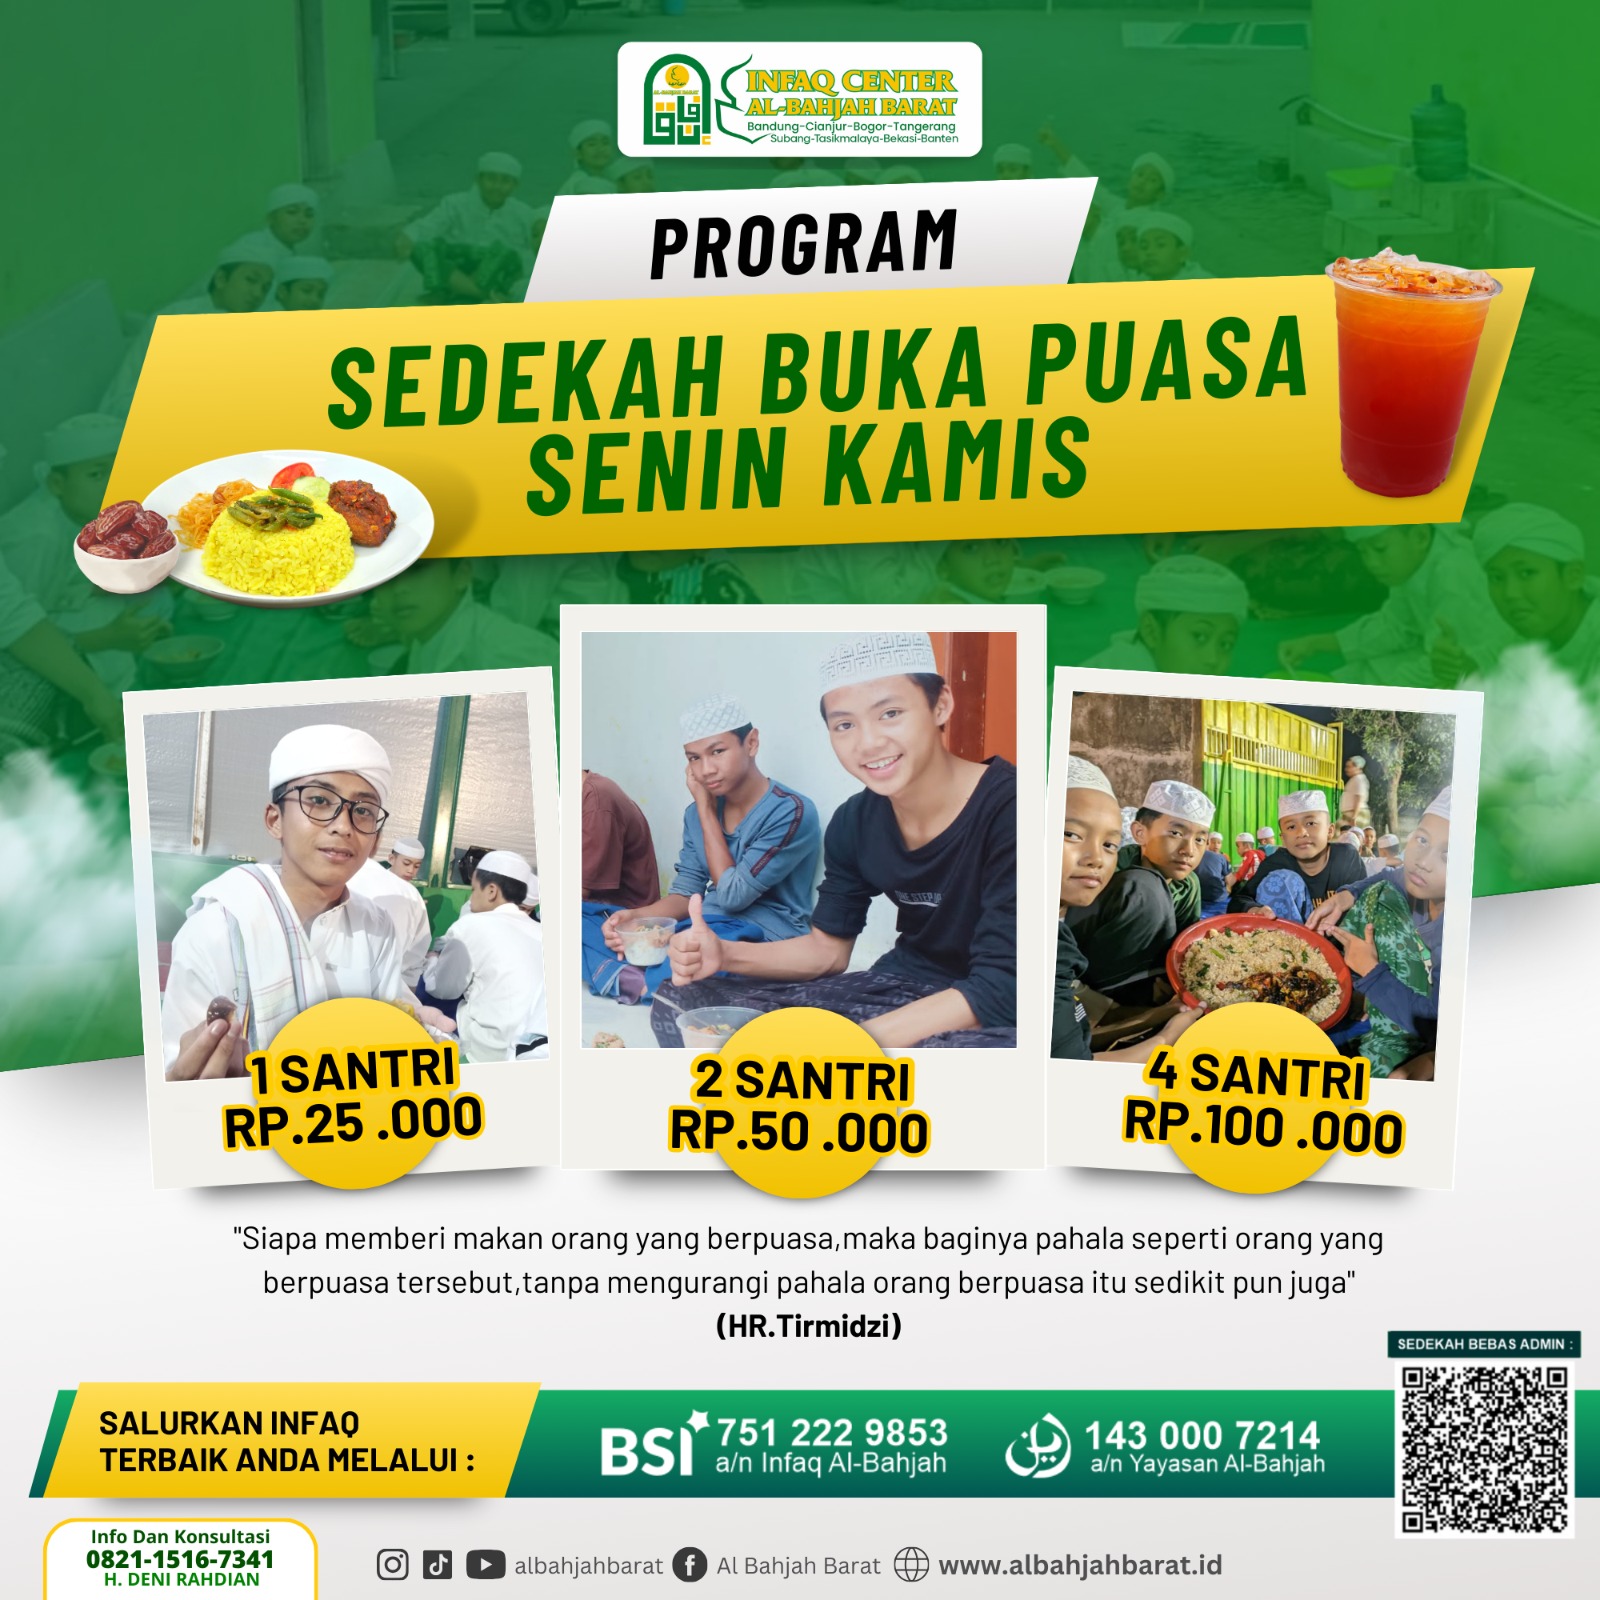 INFAQ CENTER
AL-BAHJAH BARAT
Bandung-Cianjur-Bogor-Tangerang
Subang-Tasikmalaya-Bekasi-Banten
PROGRAM
SEDEKAH BUKA PUASA
SENIN KAMIS
1 SANTRI
RP.25 .000
2 SANTRI
RP.50 .000
4 SANTRI
RP.100 .000
"Siapa memberi makan orang yang berpuasa,maka baginya pahala seperti orang yang
berpuasa tersebut,tanpa mengurangi pahala orang berpuasa itu sedikit pun juga"
(HR.Tirmidzi)
SEDEKAH BEBAS ADMIN :
SALURKAN INFAQ
TERBAIK ANDA MELALUI :
BSI 751 222 9853
a/n Infaq Al-Bahjah
143 000 7214
a/n Yayasan Al-Bahjah
Info Dan Konsultasi
0821-1516-7341
H. DENI RAHDIAN
albahjahbarat
Al Bahjah Barat
www.albahjahbarat.id